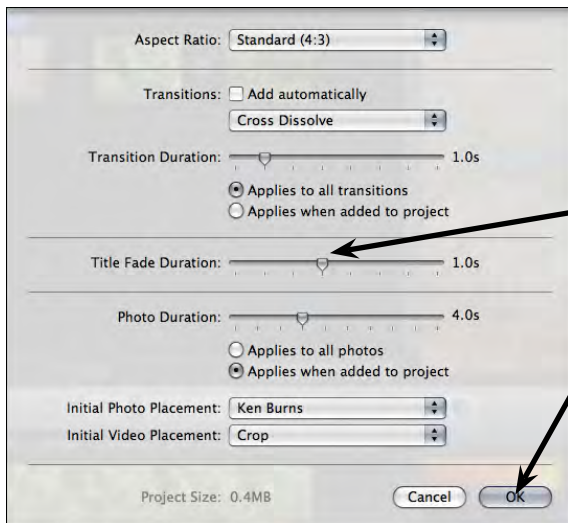 Aspect Ratio: Standard (4:3)
Transitions: Add automatically
Cross Dissolve
Transition Duration: 1.0s
Applies to all transitions
Applies when added to project
Title Fade Duration: 1.0s
Photo Duration: 4.0s
Applies to all photos
Applies when added to project
Initial Photo Placement: Ken Burns
Initial Video Placement: Crop
Project Size: 0.4MB Cancel OK